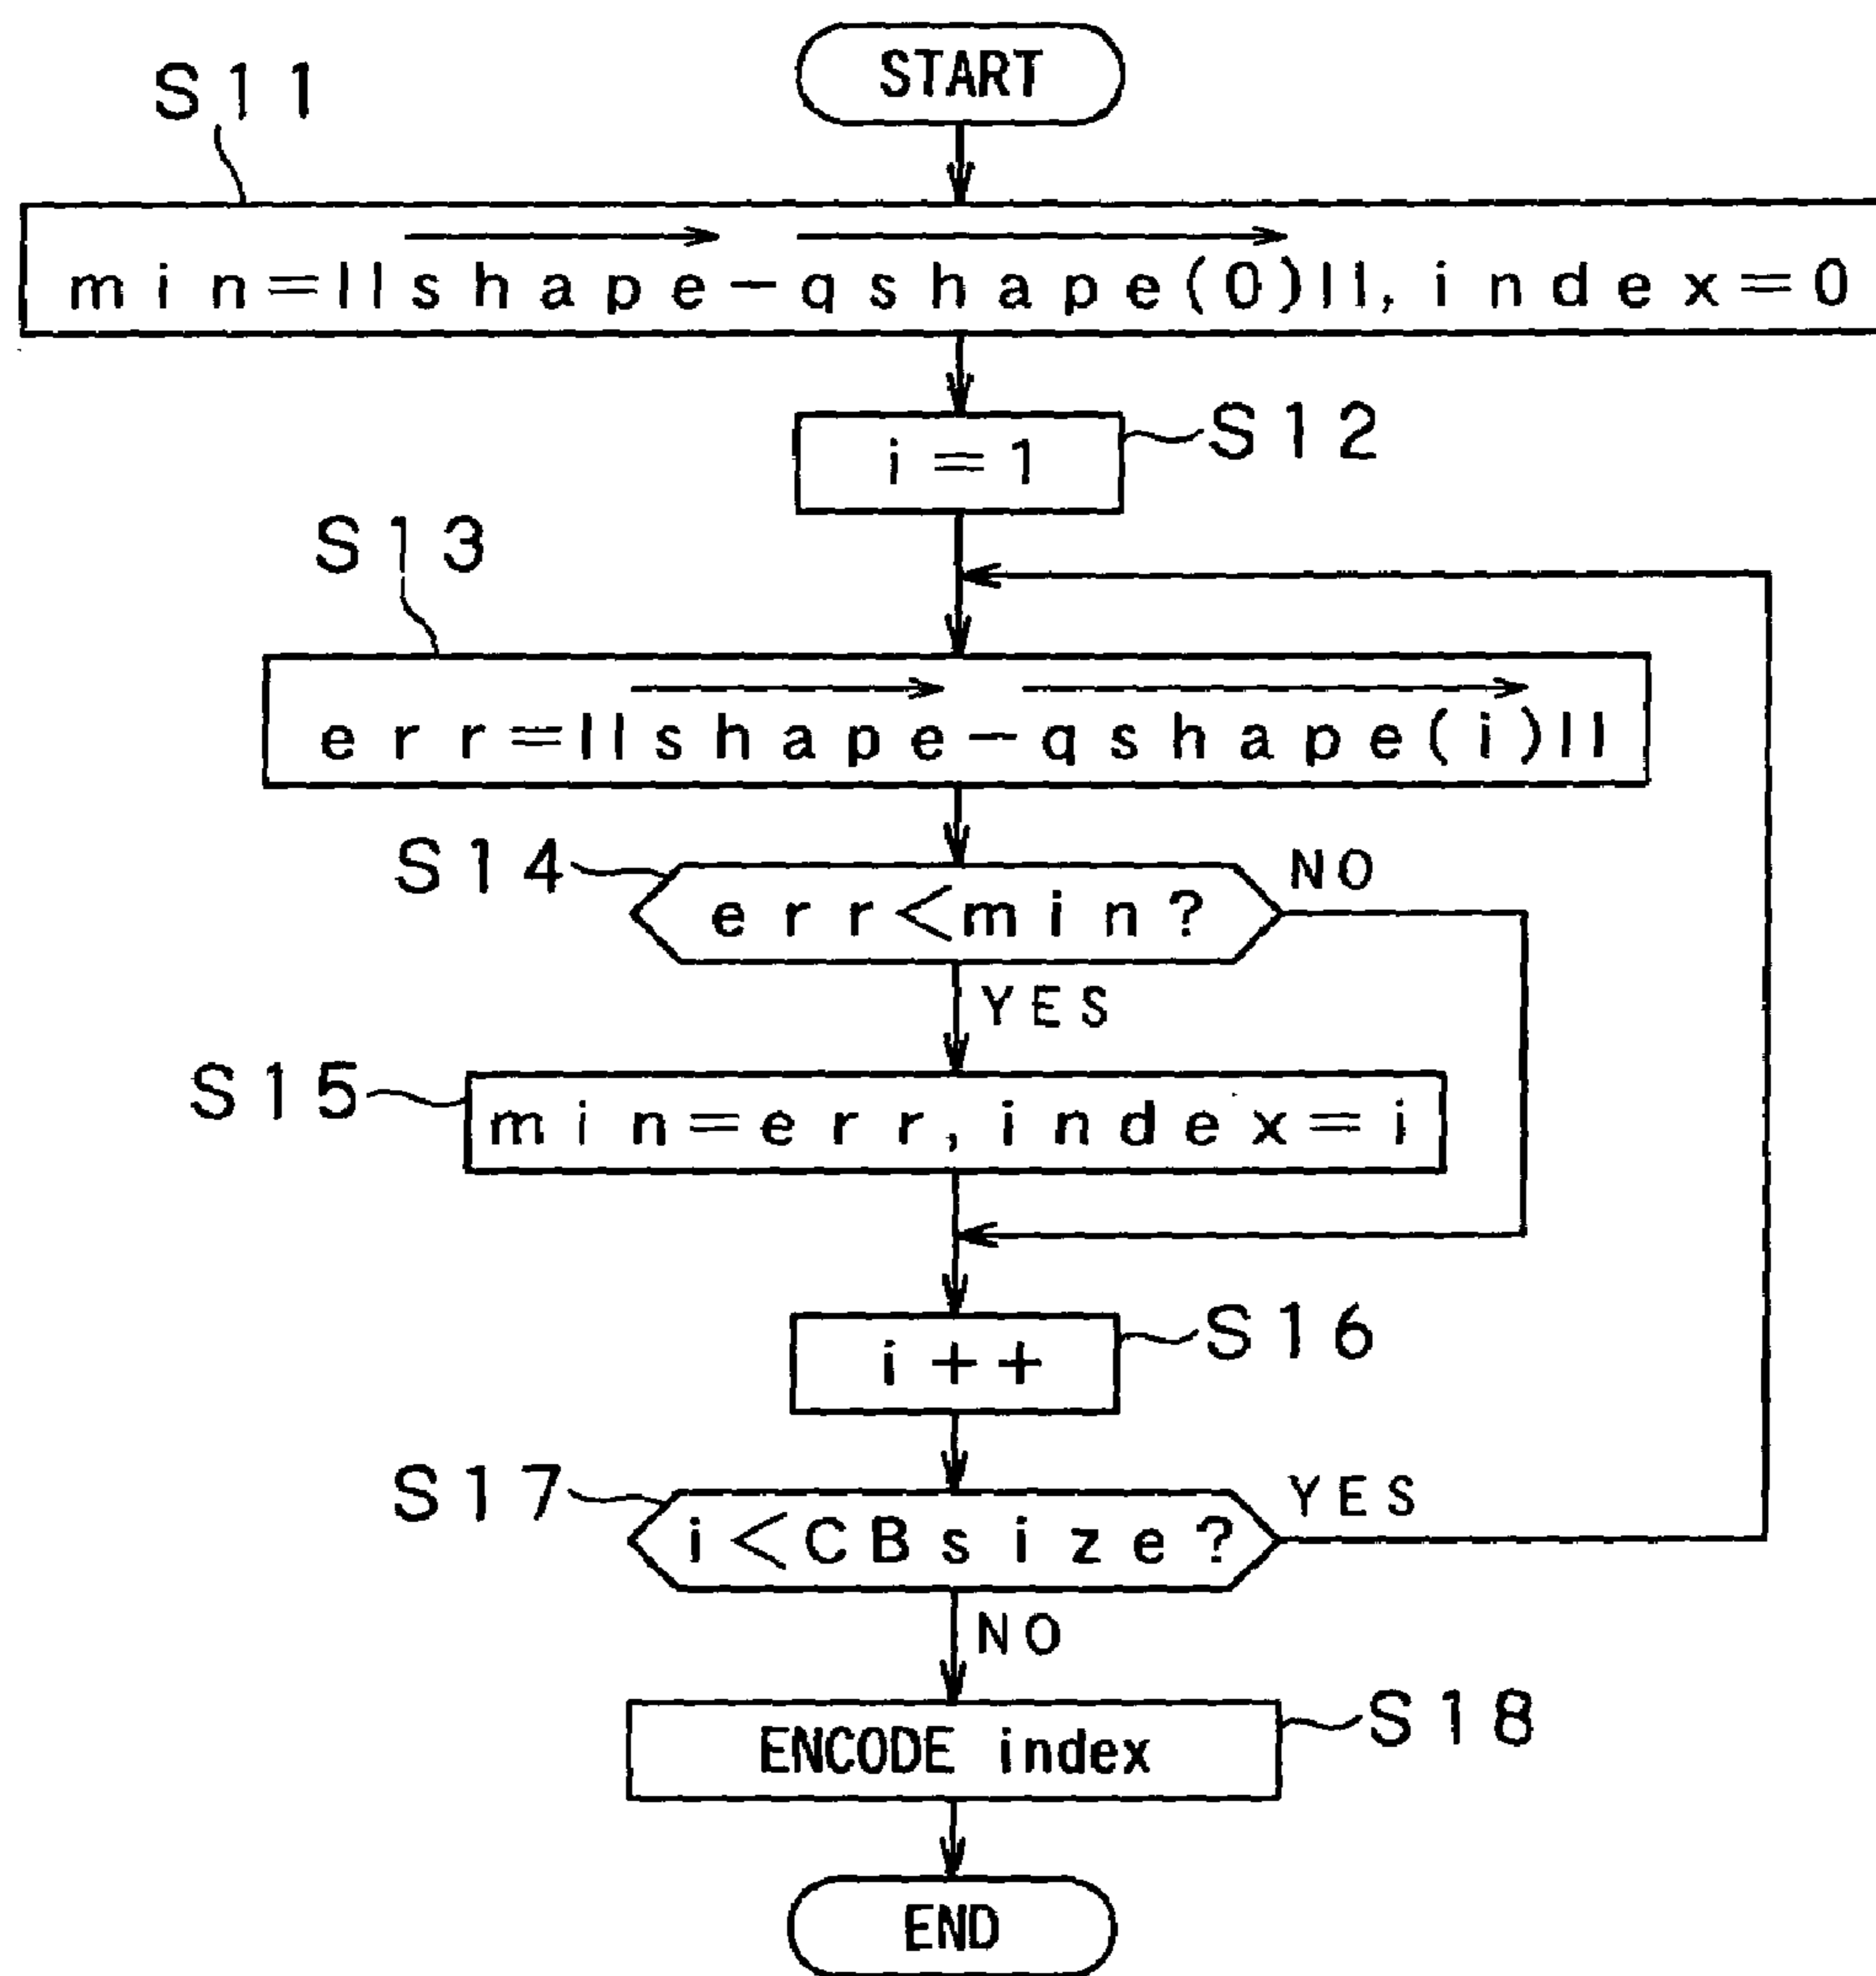 START
S11
min=||shape-qshape(0)||, index=0
i=1
S12
S13
err=||shape-qshape(i)||
S14
err<min?
NO
YES
S15
min=err, index=i
i++
S16
S17
i<CBsize?
YES
NO
ENCODE index
S18
END